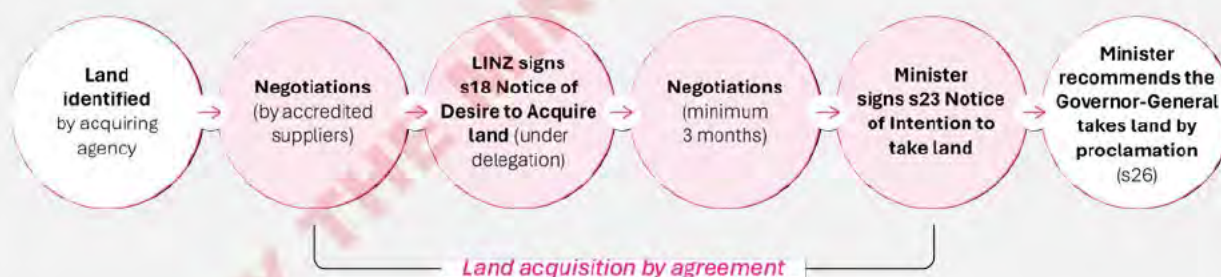 Land
identified
by acquiring
agency
Negotiations
(by accredited
suppliers)
LINZ signs
s18 Notice of
Desire to Acquire
land (under
delegation)
Negotiations
(minimum
3 months)
Minister
signs s23 Notice
of Intention to
take land
Minister
recommends the
Governor-General
takes land by
proclamation
(s26)
Land acquisition by agreement
THE